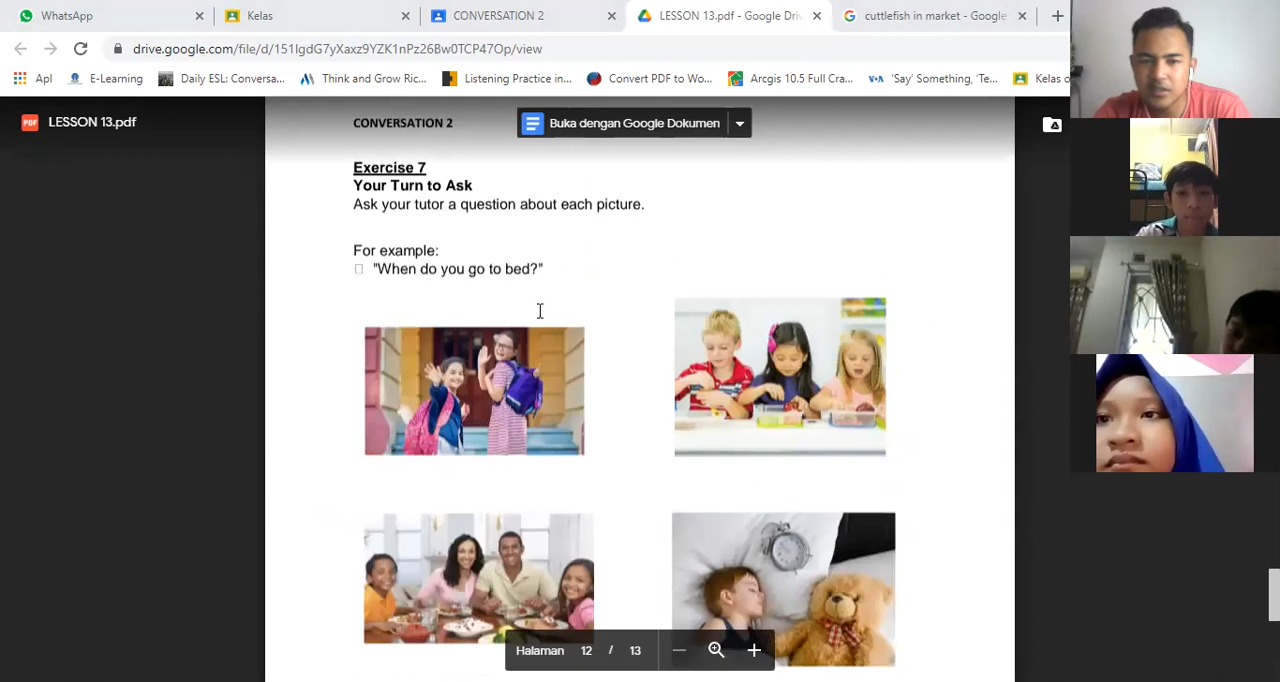 WhatsApp
Kelas
CONVERSATION 2
LESSON 13.pdf - Google Driv
cuttlefish in market - Google
drive.google.com/file/d/151lgdG7yXaxz9YZK1nPz26Bw0TCP47Op/view
Apl
E-Learning
Daily ESL: Conversa...
Think and Grow Ric...
Listening Practice in...
Convert PDF to Wo...
Arcgis 10.5 Full Cra...
VOA
'Say' Something, 'Te...
Kelas o
PDF
LESSON 13.pdf
CONVERSATION 2
Buka dengan Google Dokumen
Exercise 7
Your Turn to Ask
Ask your tutor a question about each picture.
For example:
"When do you go to bed?"
Halaman 12 / 13